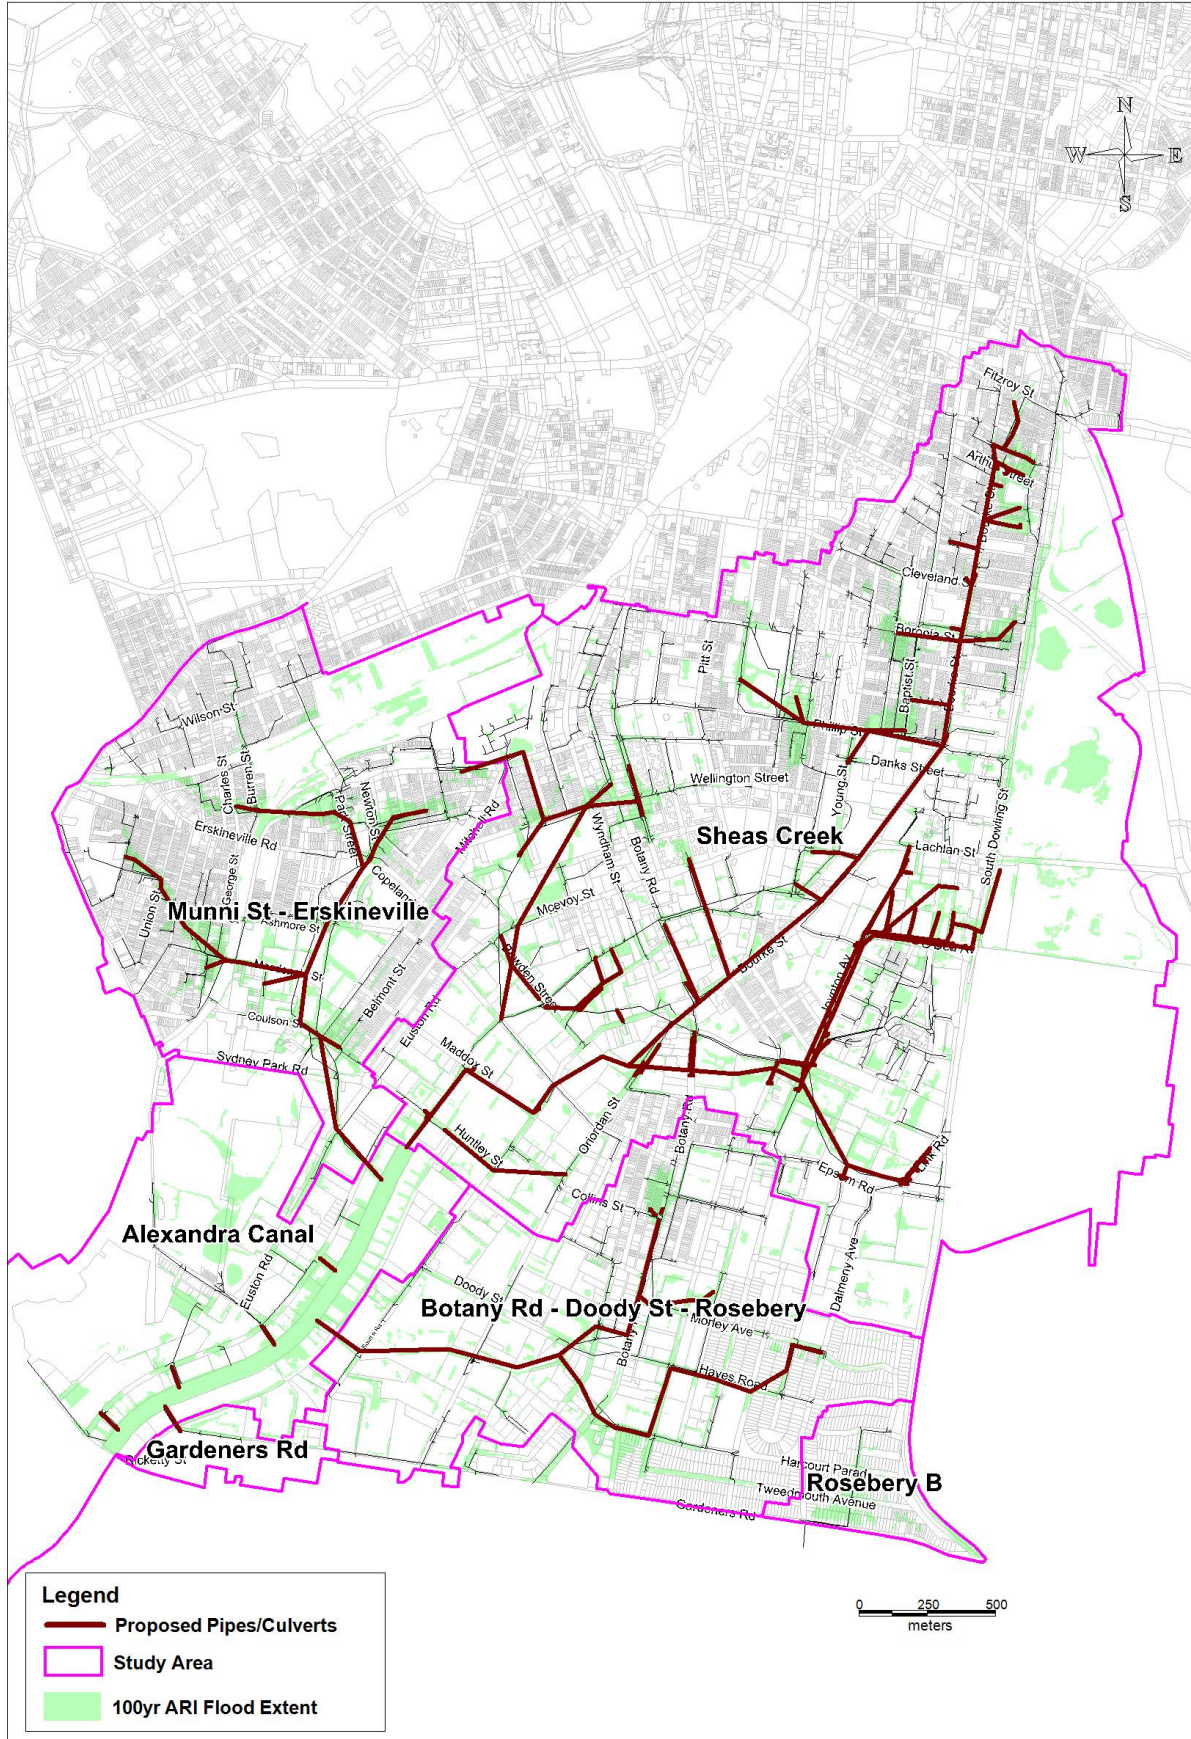 N
W
E
S
Fitzroy St
Cleveland S
Boronia St
Pitt St
Baptist St
Wilson St
Phillip St
Charles St
Burren St
Danks Street
Wellington Street
Young St
Newton St
Park Street
Mitchell Rd
South Dowling St
Erskineville Rd
Sheas Creek
Lachlan St
Wyndham St
Botany Rd
George St
Copeland
Mcevoy St
Union St
Munni St - Erskineville
Ashmore St
Bourke St
Joynton Av
Belmont St
Euston Rd
Coulson S
Maddox St
Sydney Park Rd
Oriordan St
Botany Rd
Huntley St
Epsom Rd
Link Rd
Collins St
Alexandra Canal
Euston Rd
Dalmeny Ave
Doody St
Botany Rd - Doody St - Rosebery
Morley Ave
Botany
Hayes Road
Gardeners Rd
Ricketty St
Harcourt Parad
Rosebery B
Tweedmouth Avenue
Gardeners Rd
Legend
Proposed Pipes/Culverts
Study Area
100yr ARI Flood Extent
0 250 500
meters